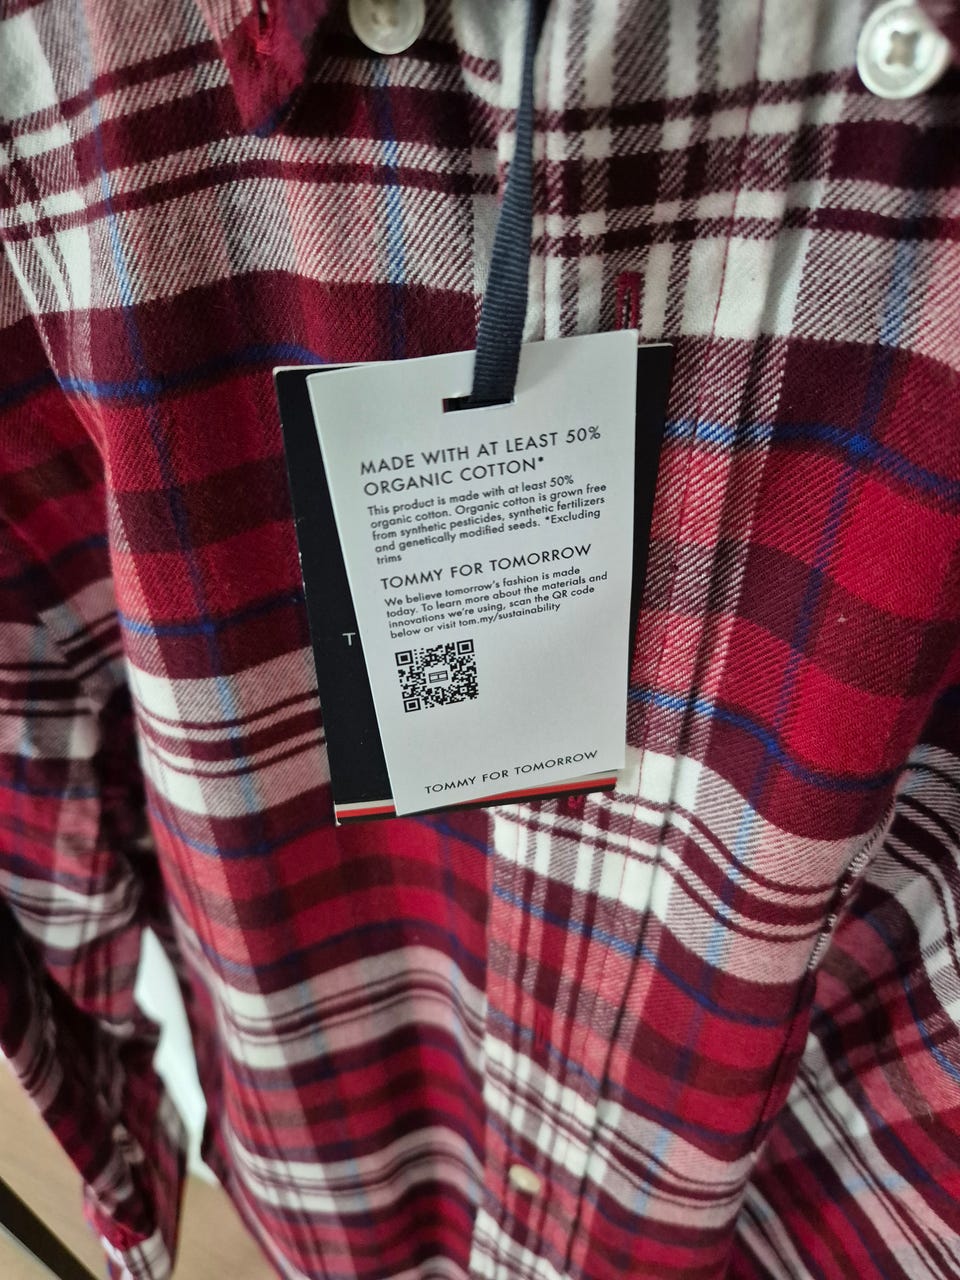 MADE WITH AT LEAST 50%
ORGANIC COTTON*
This product is made with at least 50%
organic cotton. Organic cotton is grown free
from synthetic pesticides, synthetic fertilizers
and genetically modified seeds. *Excluding
trims
TOMMY FOR TOMORROW
We believe tomorrow's fashion is made
today. To learn more about the materials and
innovations we're using, scan the QR code
below or visit tom.my/sustainability
T
TOMMY FOR TOMORROW